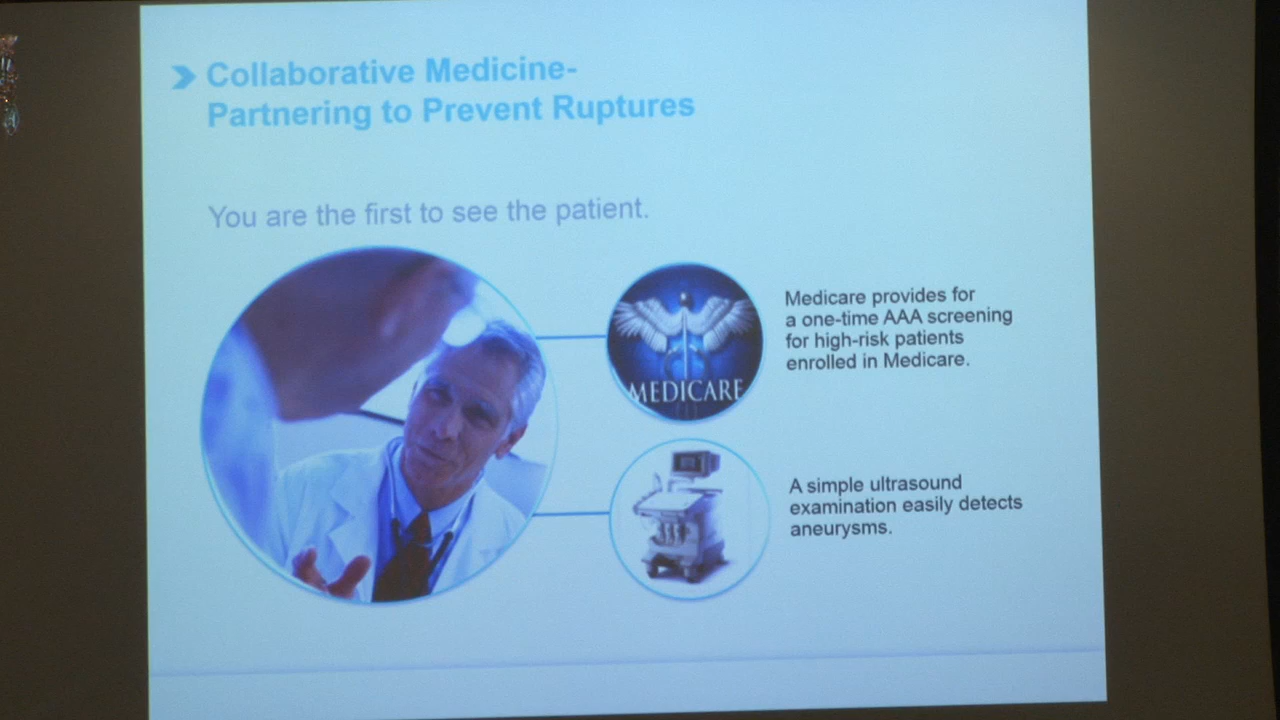 Collaborative Medicine-
Partnering to Prevent Ruptures
You are the first to see the patient.
MEDICARE
Medicare provides for
a one-time AAA screening
for high-risk patients
enrolled in Medicare.
A simple ultrasound
examination easily detects
aneurysms.